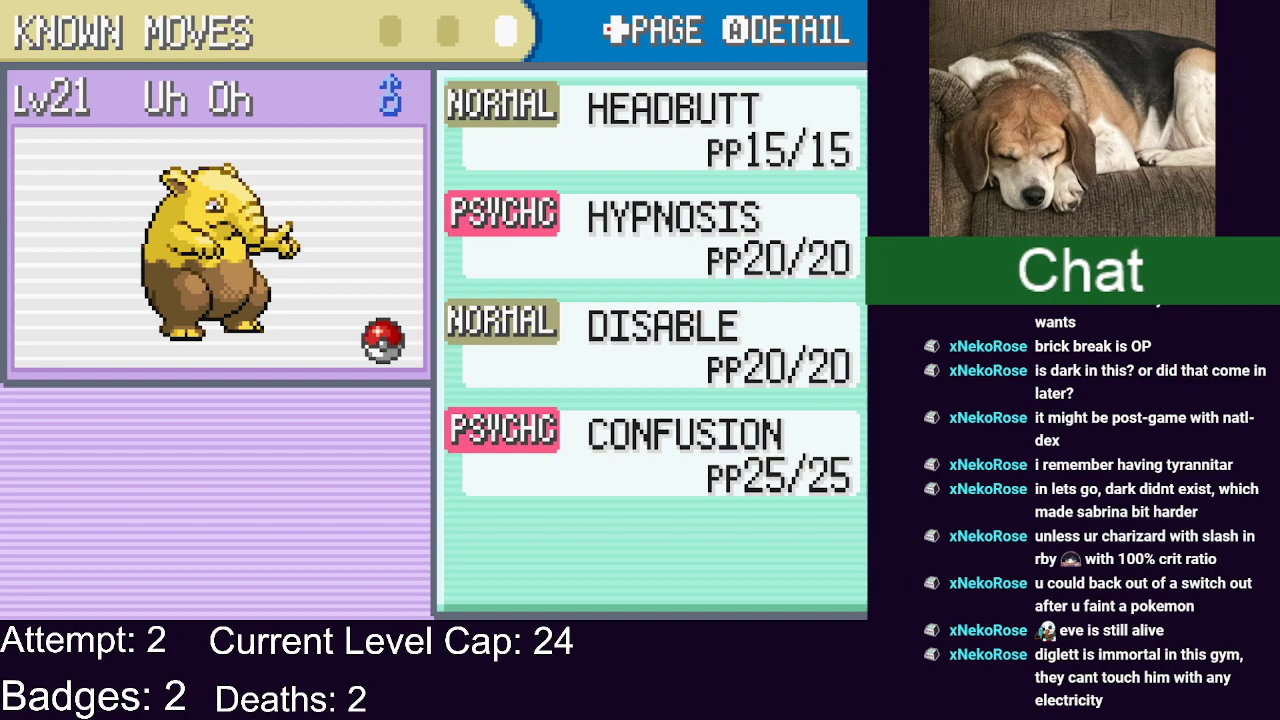 KNOWN MOVES
PAGE A DETAIL
Lv21 Uh Oh ♂
NORMAL HEADBUTT
PP15/15
PSYCHC HYPNOSIS
PP20/20
NORMAL DISABLE
PP20/20
PSYCHC CONFUSION
PP25/25
Attempt: 2 Current Level Cap: 24
Badges: 2 Deaths: 2
Chat
wants
xNekoRose brick break is OP
xNekoRose is dark in this? or did that come in
later?
xNekoRose it might be post-game with natl-
dex
xNekoRose i remember having tyrannitar
xNekoRose in lets go, dark didnt exist, which
made sabrina bit harder
xNekoRose unless ur charizard with slash in
rby with 100% crit ratio
xNekoRose u could back out of a switch out
after u faint a pokemon
xNekoRose eve is still alive
xNekoRose diglett is immortal in this gym,
they cant touch him with any
electricity